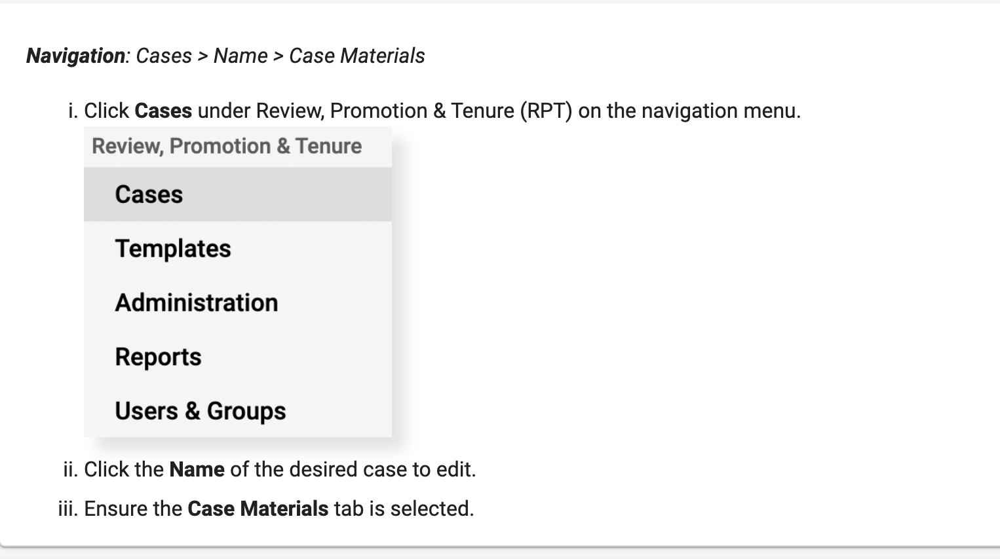 Navigation: Cases > Name > Case Materials
i. Click Cases under Review, Promotion & Tenure (RPT) on the navigation menu.
Review, Promotion & Tenure
Cases
Templates
Administration
Reports
Users & Groups
ii. Click the Name of the desired case to edit.
iii. Ensure the Case Materials tab is selected.